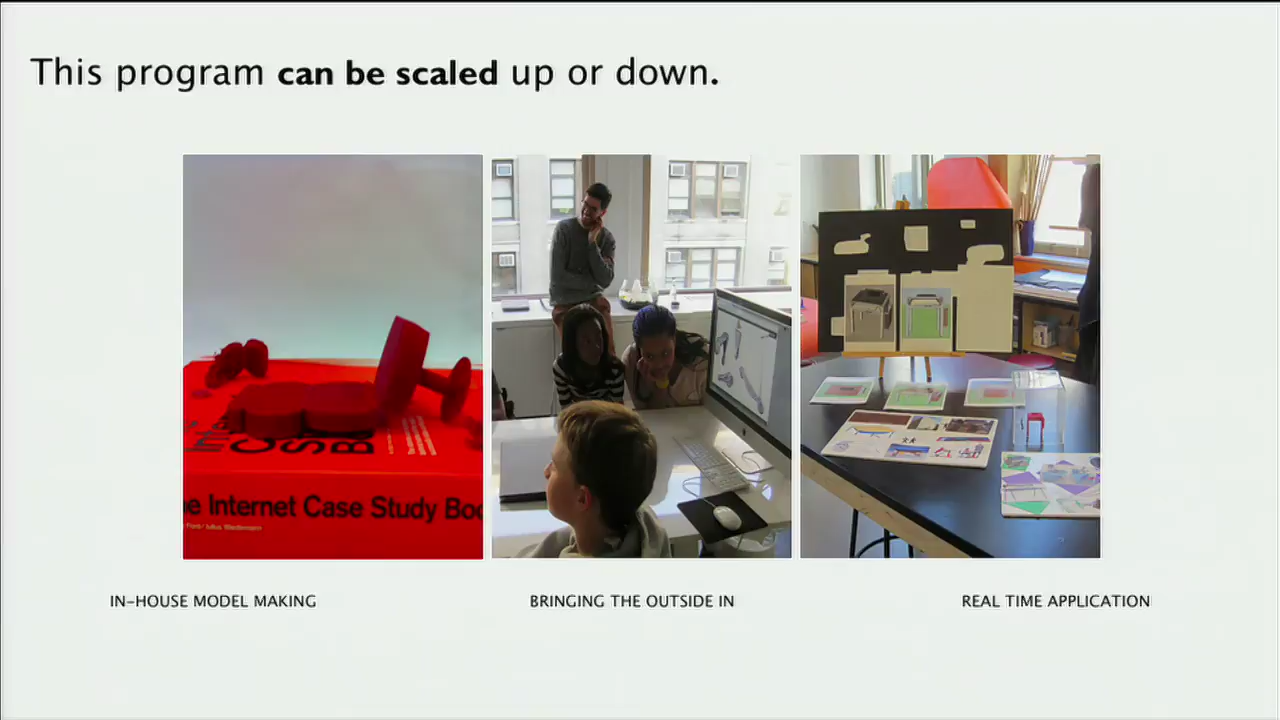 This program can be scaled up or down.
e Internet Case Study Boo
IN-HOUSE MODEL MAKING
BRINGING THE OUTSIDE IN
REAL TIME APPLICATION